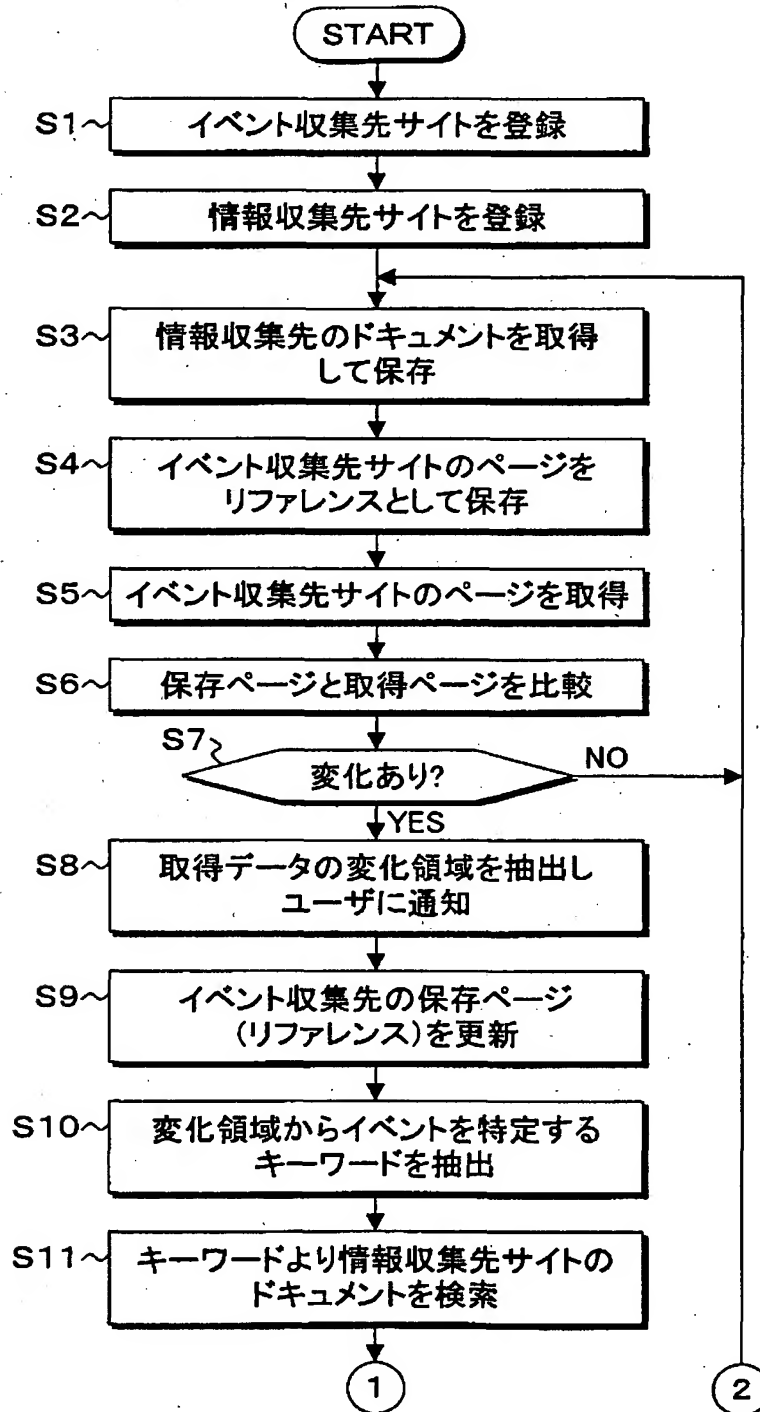 START
S1~
イベント収集先サイトを登録
S2~
情報収集先サイトを登録
S3~
情報収集先のドキュメントを取得
して保存
S4~
イベント収集先サイトのページを
リファレンスとして保存
S5~
イベント収集先サイトのページを取得
S6~
保存ページと取得ページを比較
S7
変化あり?
NO
YES
S8~
取得データの変化領域を抽出し
ユーザに通知
S9~
イベント収集先の保存ページ
(リファレンス)を更新
S10~
変化領域からイベントを特定する
キーワードを抽出
S11~
キーワードより情報収集先サイトの
ドキュメントを検索
1
2